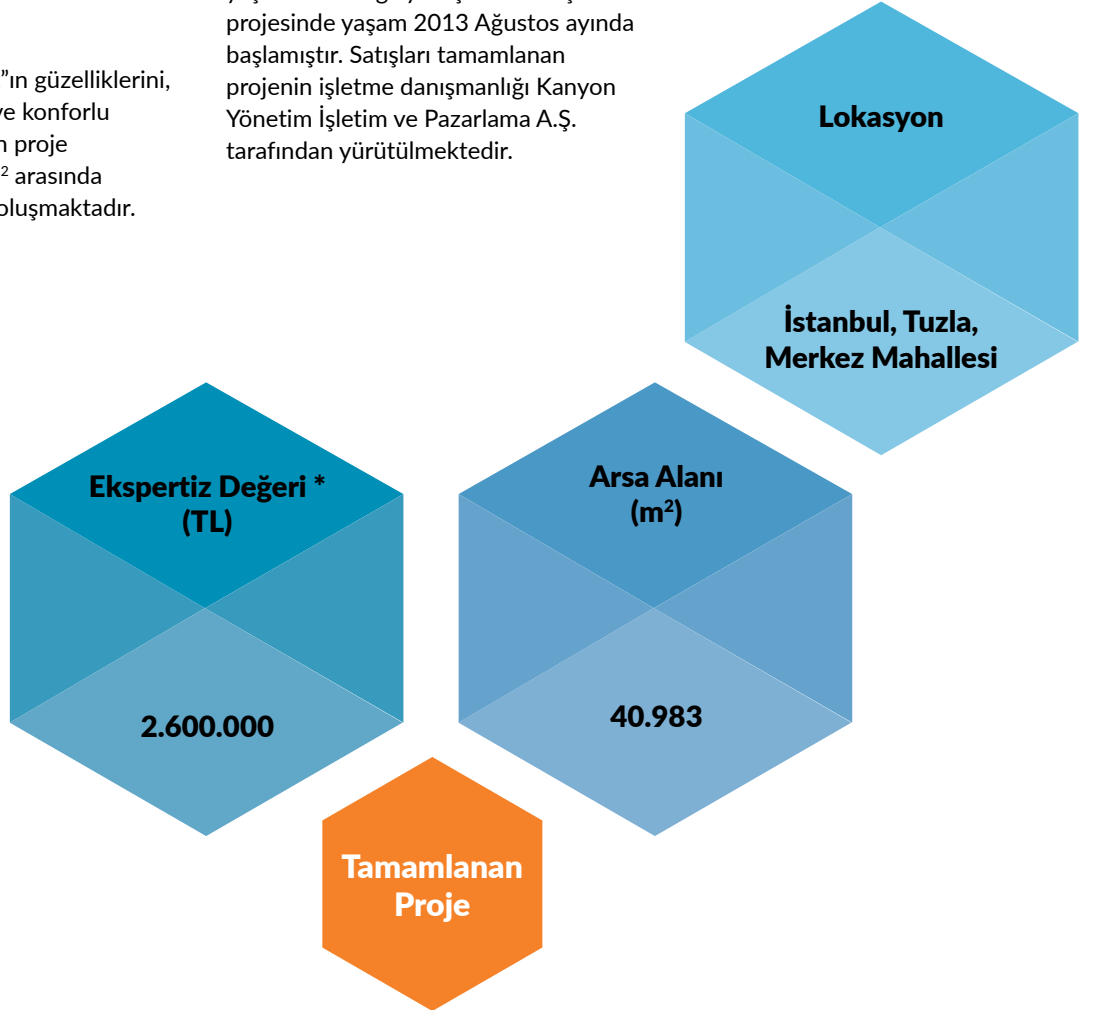 ”ın güzelliklerini,
ve konforlu
proje
² arasında
oluşmaktadır.
projesinde yaşam 2013 Ağustos ayında
başlamıştır. Satışları tamamlanan
projenin işletme danışmanlığı Kanyon
Yönetim İşletim ve Pazarlama A.Ş.
tarafından yürütülmektedir.
Lokasyon
İstanbul, Tuzla,
Merkez Mahallesi
Ekspertiz Değeri *
(TL)
2.600.000
Arsa Alanı
(m²)
40.983
Tamamlanan
Proje